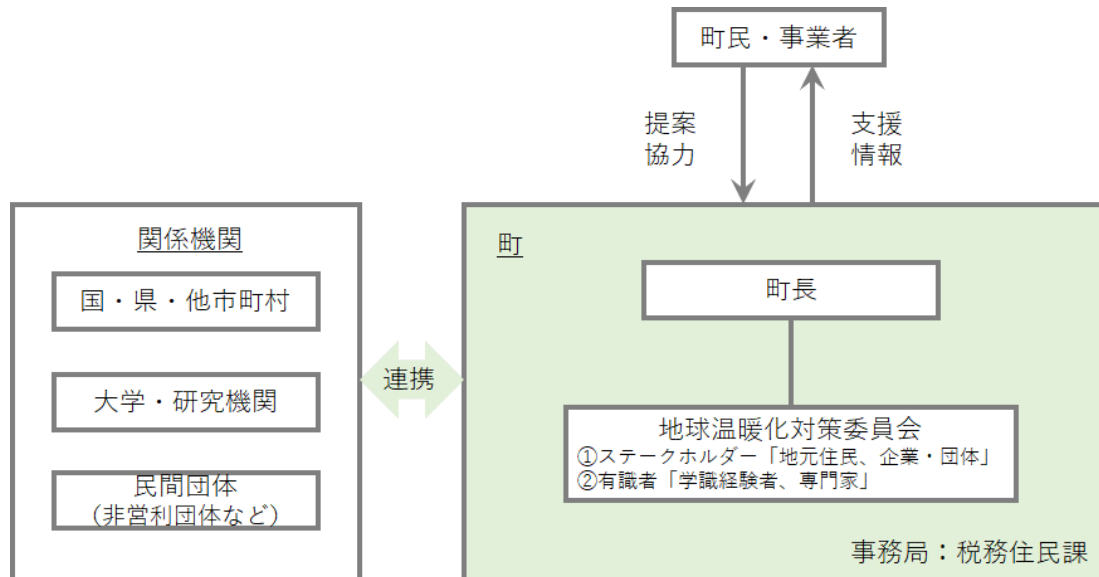 町民・事業者
提案
協力
支援
情報
関係機関
国・県・他市町村
大学・研究機関
民間団体
（非営利団体など）
連携
町
町長
地球温暖化対策委員会
①ステークホルダー「地元住民、企業・団体」
②有識者「学識経験者、専門家」
事務局：税務住民課